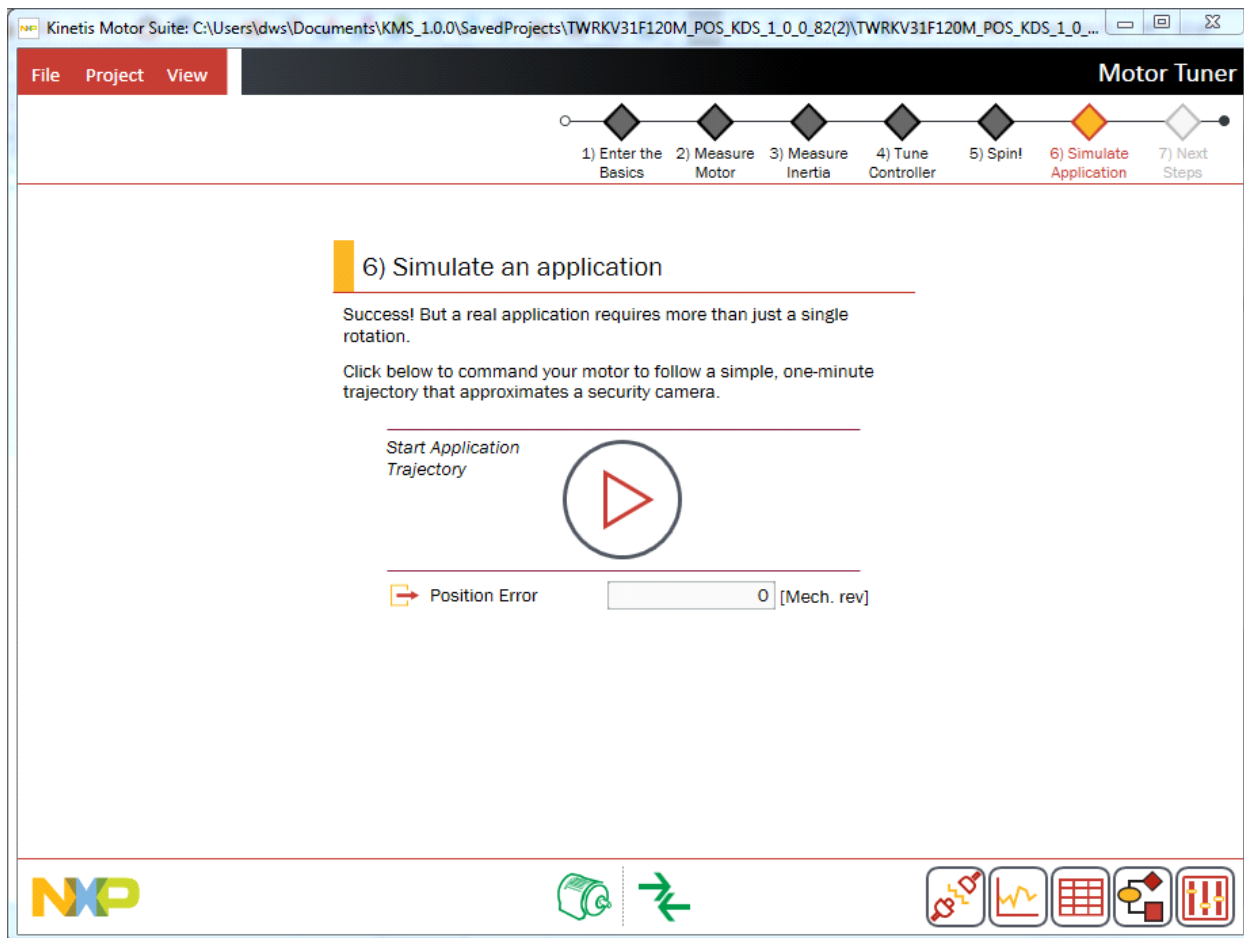 Kinetis Motor Suite: C:\Users\dws\Documents\KMS_1.0.0\SavedProjects\TWRKV31F120M_POS_KDS_1_0_0_82(2)\TWRKV31F120M_POS_KDS_1_0_...
File Project View
Motor Tuner
1) Enter the Basics
2) Measure Motor
3) Measure Inertia
4) Tune Controller
5) Spin!
6) Simulate Application
7) Next Steps
6) Simulate an application
Success! But a real application requires more than just a single
rotation.
Click below to command your motor to follow a simple, one-minute
trajectory that approximates a security camera.
Start Application
Trajectory
Position Error 0 [Mech. rev]
NXP